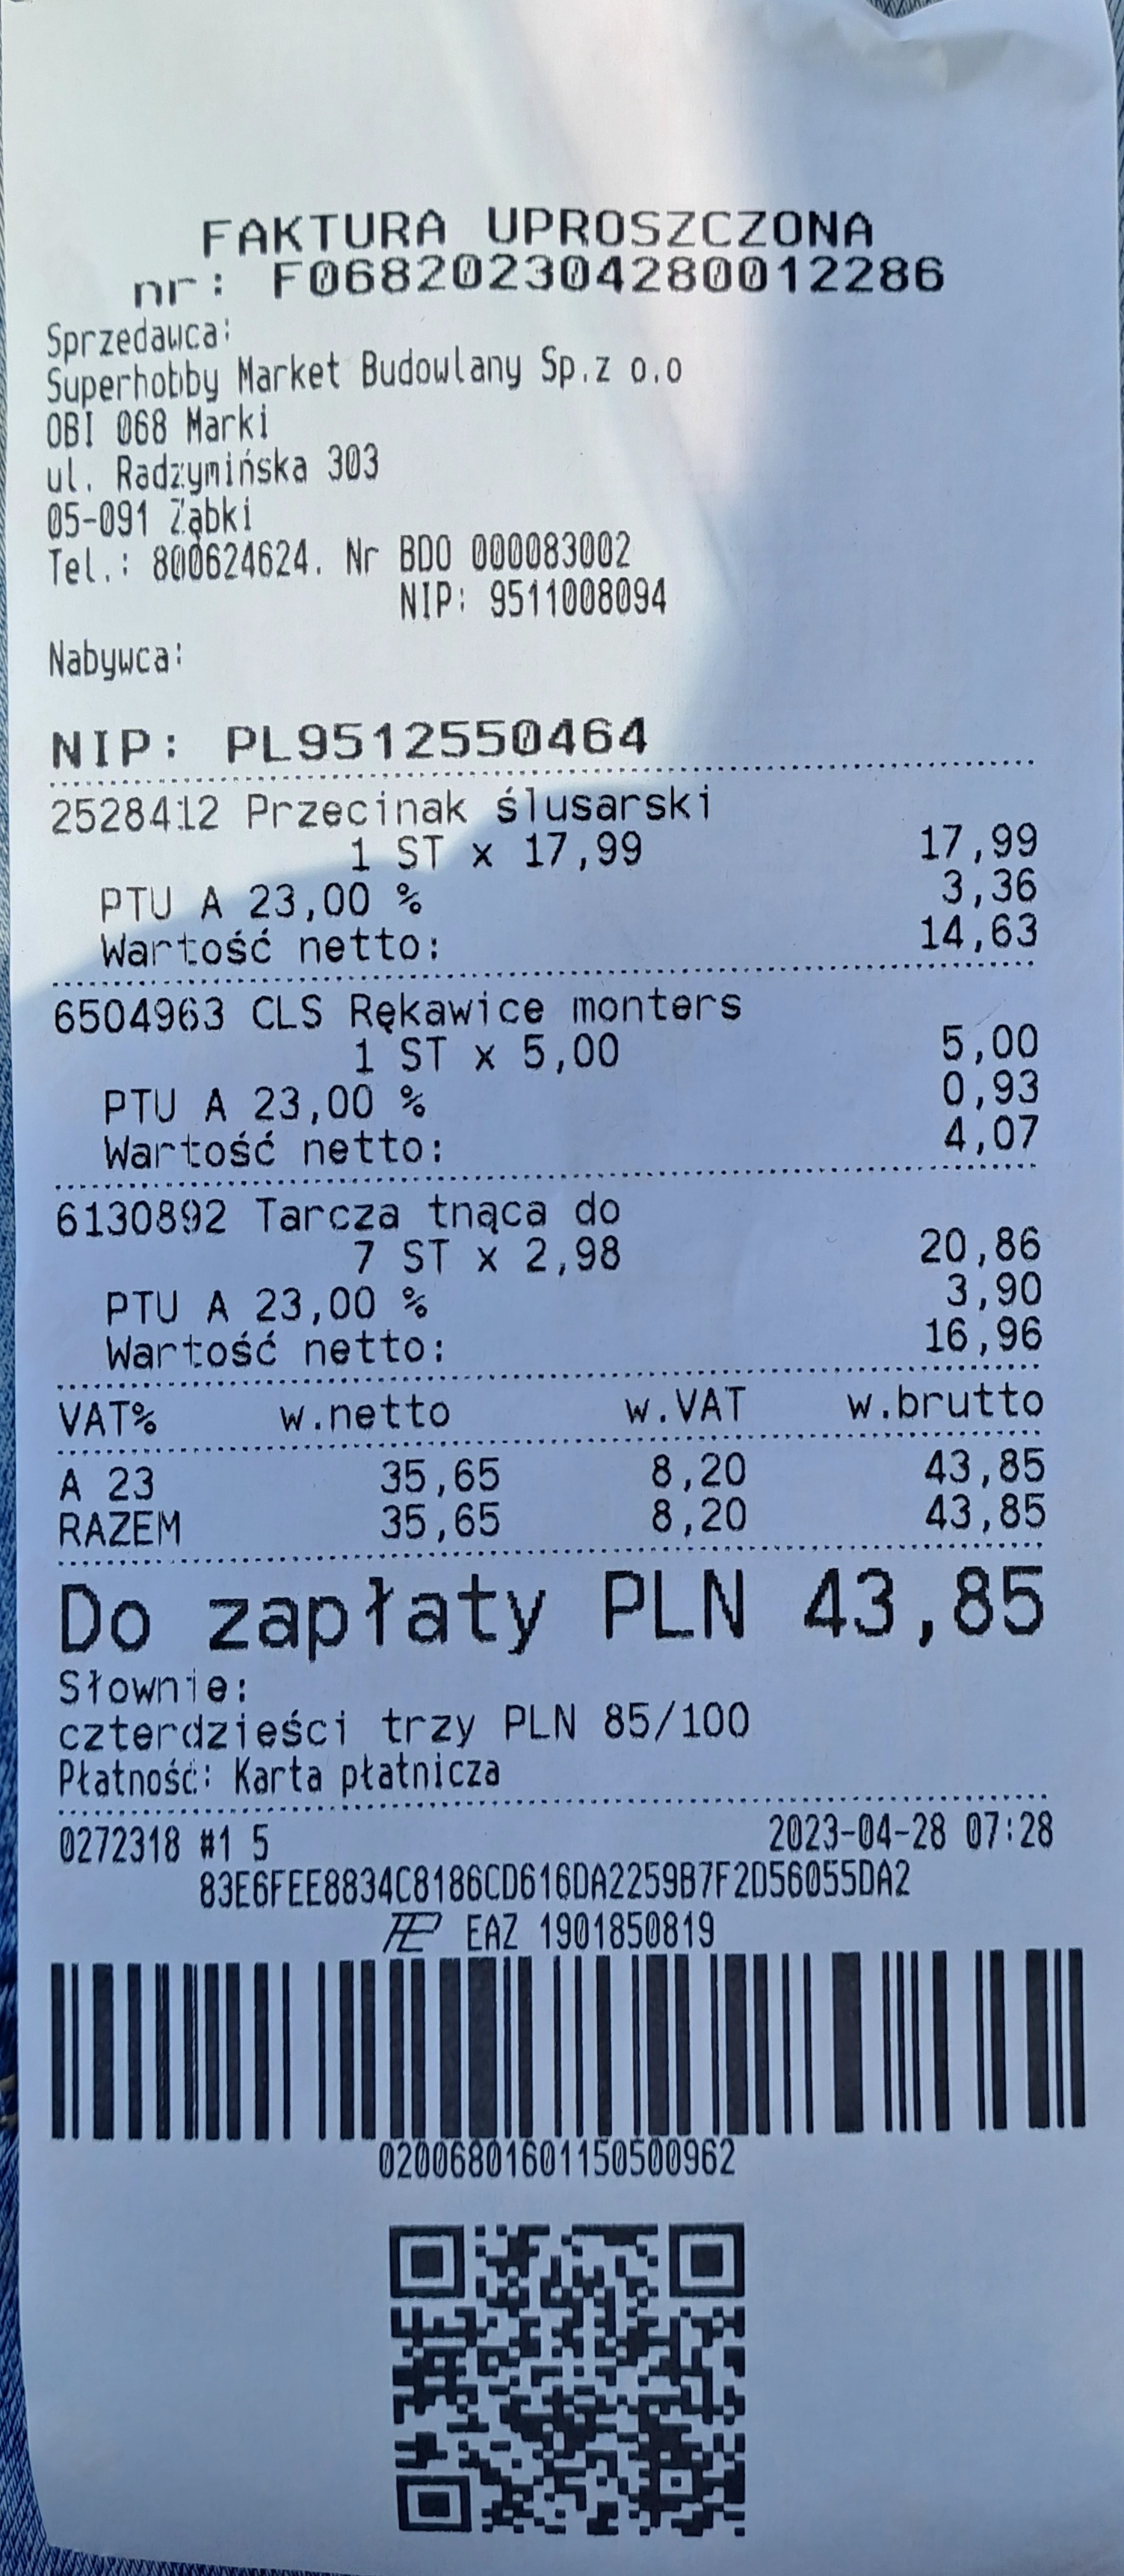 FAKTURA UPROSZCZONA
nr: F068202304280012286
Sprzedawca:
Superhobby Market Budowlany Sp.z o.o
OBI 068 Marki
ul. Radzymińska 303
05-091 Ząbki
Tel.: 800624624. Nr BDO 000083002
NIP: 9511008094
Nabywca:
NIP: PL9512550464
2528412 Przecinak ślusarski
1 ST x 17,99 17,99
PTU A 23,00 % 3,36
Wartość netto: 14,63
6504963 CLS Rękawice monters
1 ST x 5,00 5,00
PTU A 23,00 % 0,93
Wartość netto: 4,07
6130892 Tarcza tnąca do
7 ST x 2,98 20,86
PTU A 23,00 % 3,90
Wartość netto: 16,96
VAT% w.netto w.VAT w.brutto
A 23 35,65 8,20 43,85
RAZEM 35,65 8,20 43,85
Do zapłaty PLN 43,85
Słownie:
czterdzieści trzy PLN 85/100
Płatność: Karta płatnicza
0272318 #1 5 2023-04-28 07:28
83E6FEE8834C8186CD616DA2259B7F2D56055DA2
EAZ 1901850819
02006801601150500962